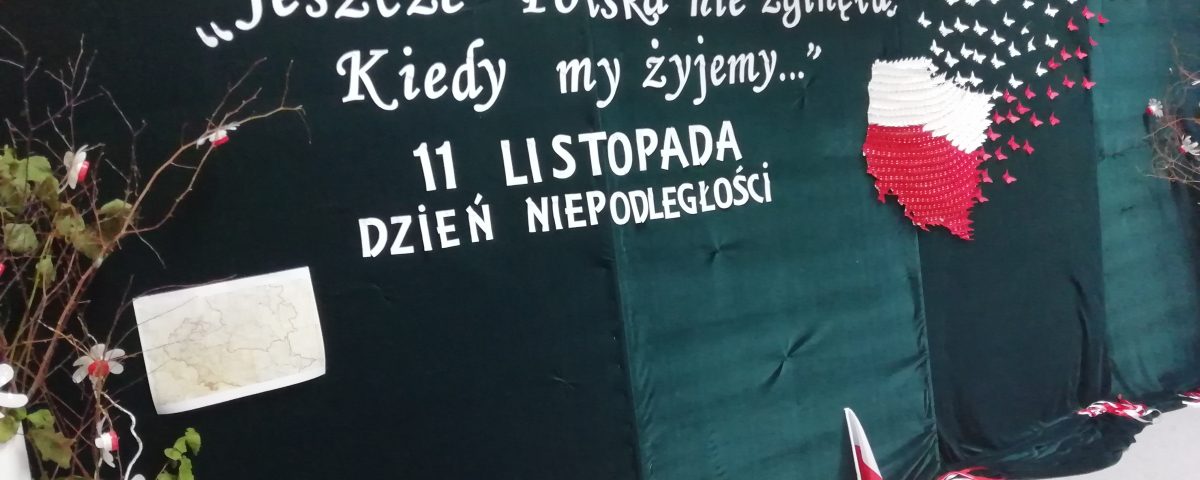 „Jeszcze Polska nie zginęła,
Kiedy my żyjemy...”
11 LISTOPADA
DZIEŃ NIEPODLEGŁOŚCI